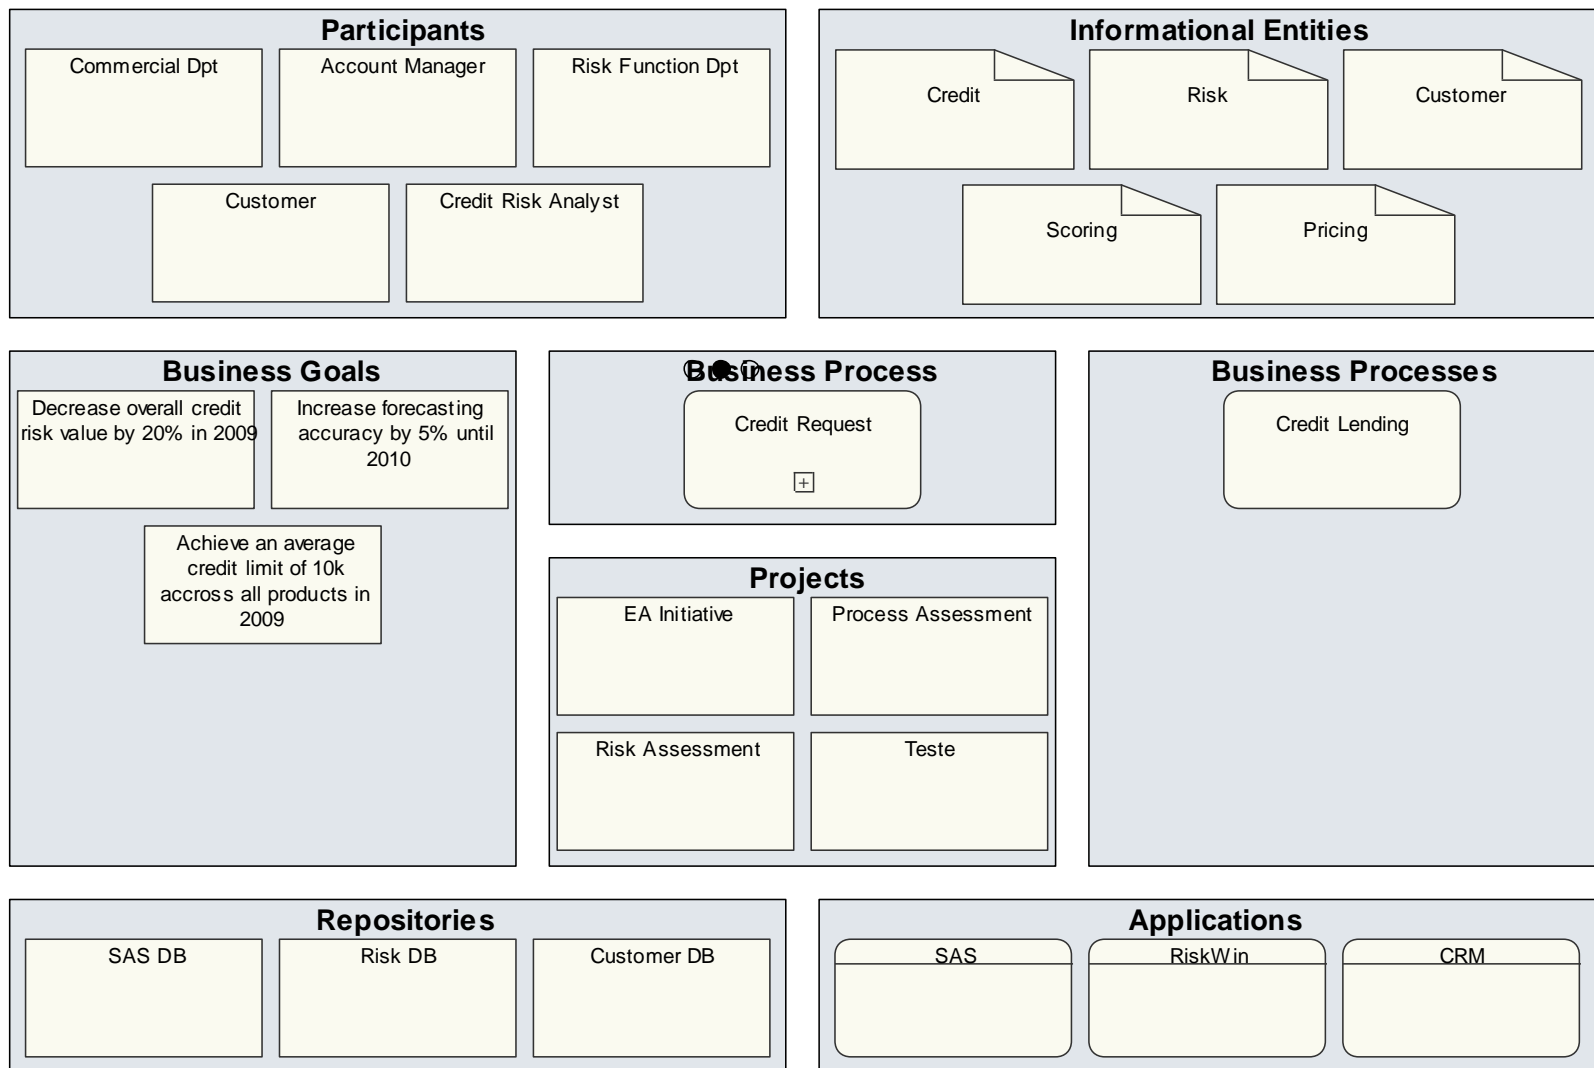 Participants
Commercial Dpt
Account Manager
Risk Function Dpt
Customer
Credit Risk Analyst
Informational Entities
Credit
Risk
Customer
Scoring
Pricing
Business Goals
Decrease overall credit
risk value by 20% in 2009
Increase forecasting
accuracy by 5% until
2010
Achieve an average
credit limit of 10k
accross all products in
2009
Business Process
Credit Request
Projects
EA Initiative
Process Assessment
Risk Assessment
Teste
Business Processes
Credit Lending
Repositories
SAS DB
Risk DB
Customer DB
Applications
SAS
RiskWin
CRM